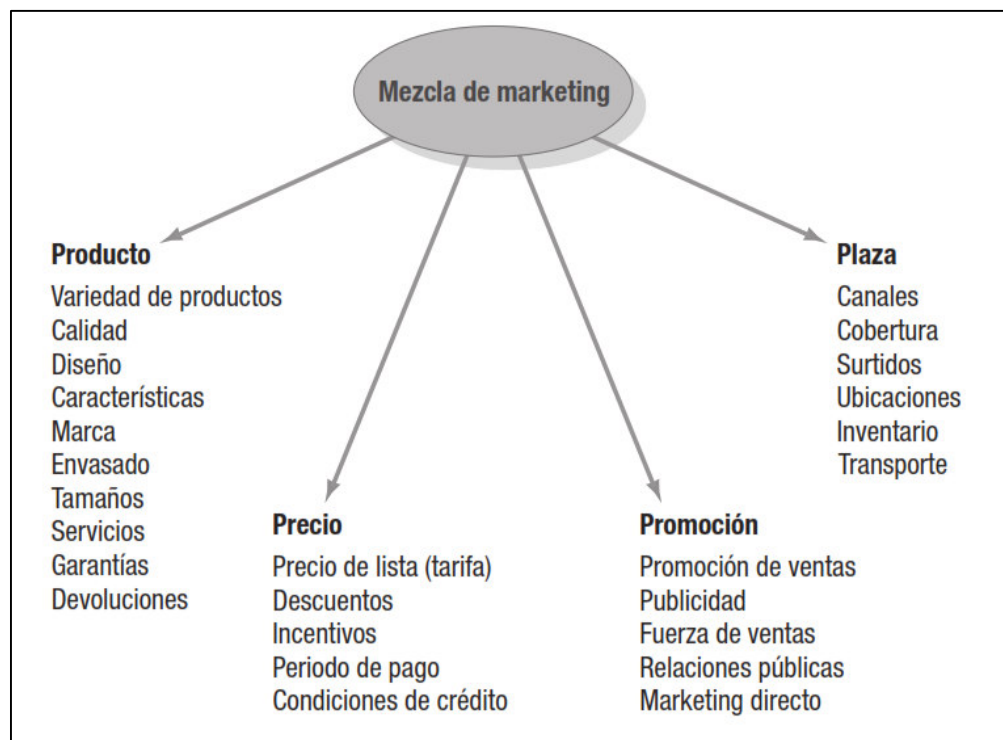 Mezcla de marketing
Producto
Variedad de productos
Calidad
Diseño
Características
Marca
Envasado
Tamaños
Servicios
Garantías
Devoluciones
Precio
Precio de lista (tarifa)
Descuentos
Incentivos
Periodo de pago
Condiciones de crédito
Promoción
Promoción de ventas
Publicidad
Fuerza de ventas
Relaciones públicas
Marketing directo
Plaza
Canales
Cobertura
Surtidos
Ubicaciones
Inventario
Transporte